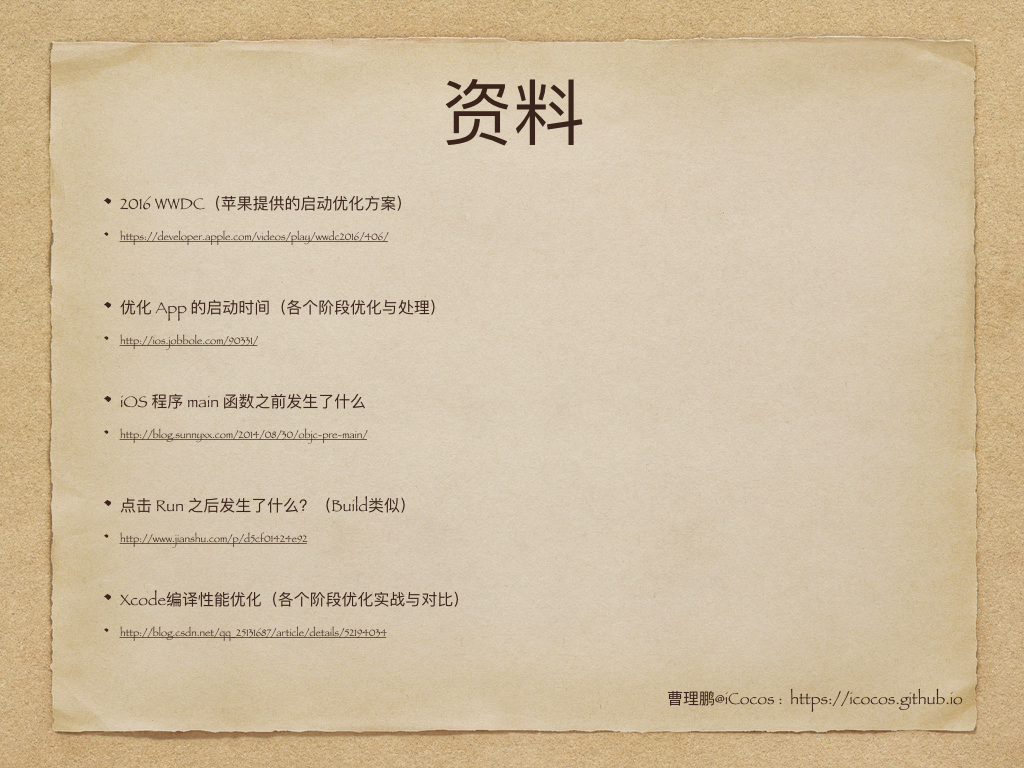 资料
2016 WWDC（苹果提供的启动优化方案）
https://developer.apple.com/videos/play/wwdc2016/406/
优化 App 的启动时间（各个阶段优化与处理）
http://ios.jobbole.com/90331/
iOS 程序 main 函数之前发生了什么
http://blog.sunnyxx.com/2014/08/30/objc-pre-main/
点击 Run 之后发生了什么？（Build类似）
http://www.jianshu.com/p/d5cf01424e92
Xcode编译性能优化（各个阶段优化实战与对比）
http://blog.csdn.net/qq_25131687/article/details/52194034
曹理鹏@iCocos : https://icocos.github.io